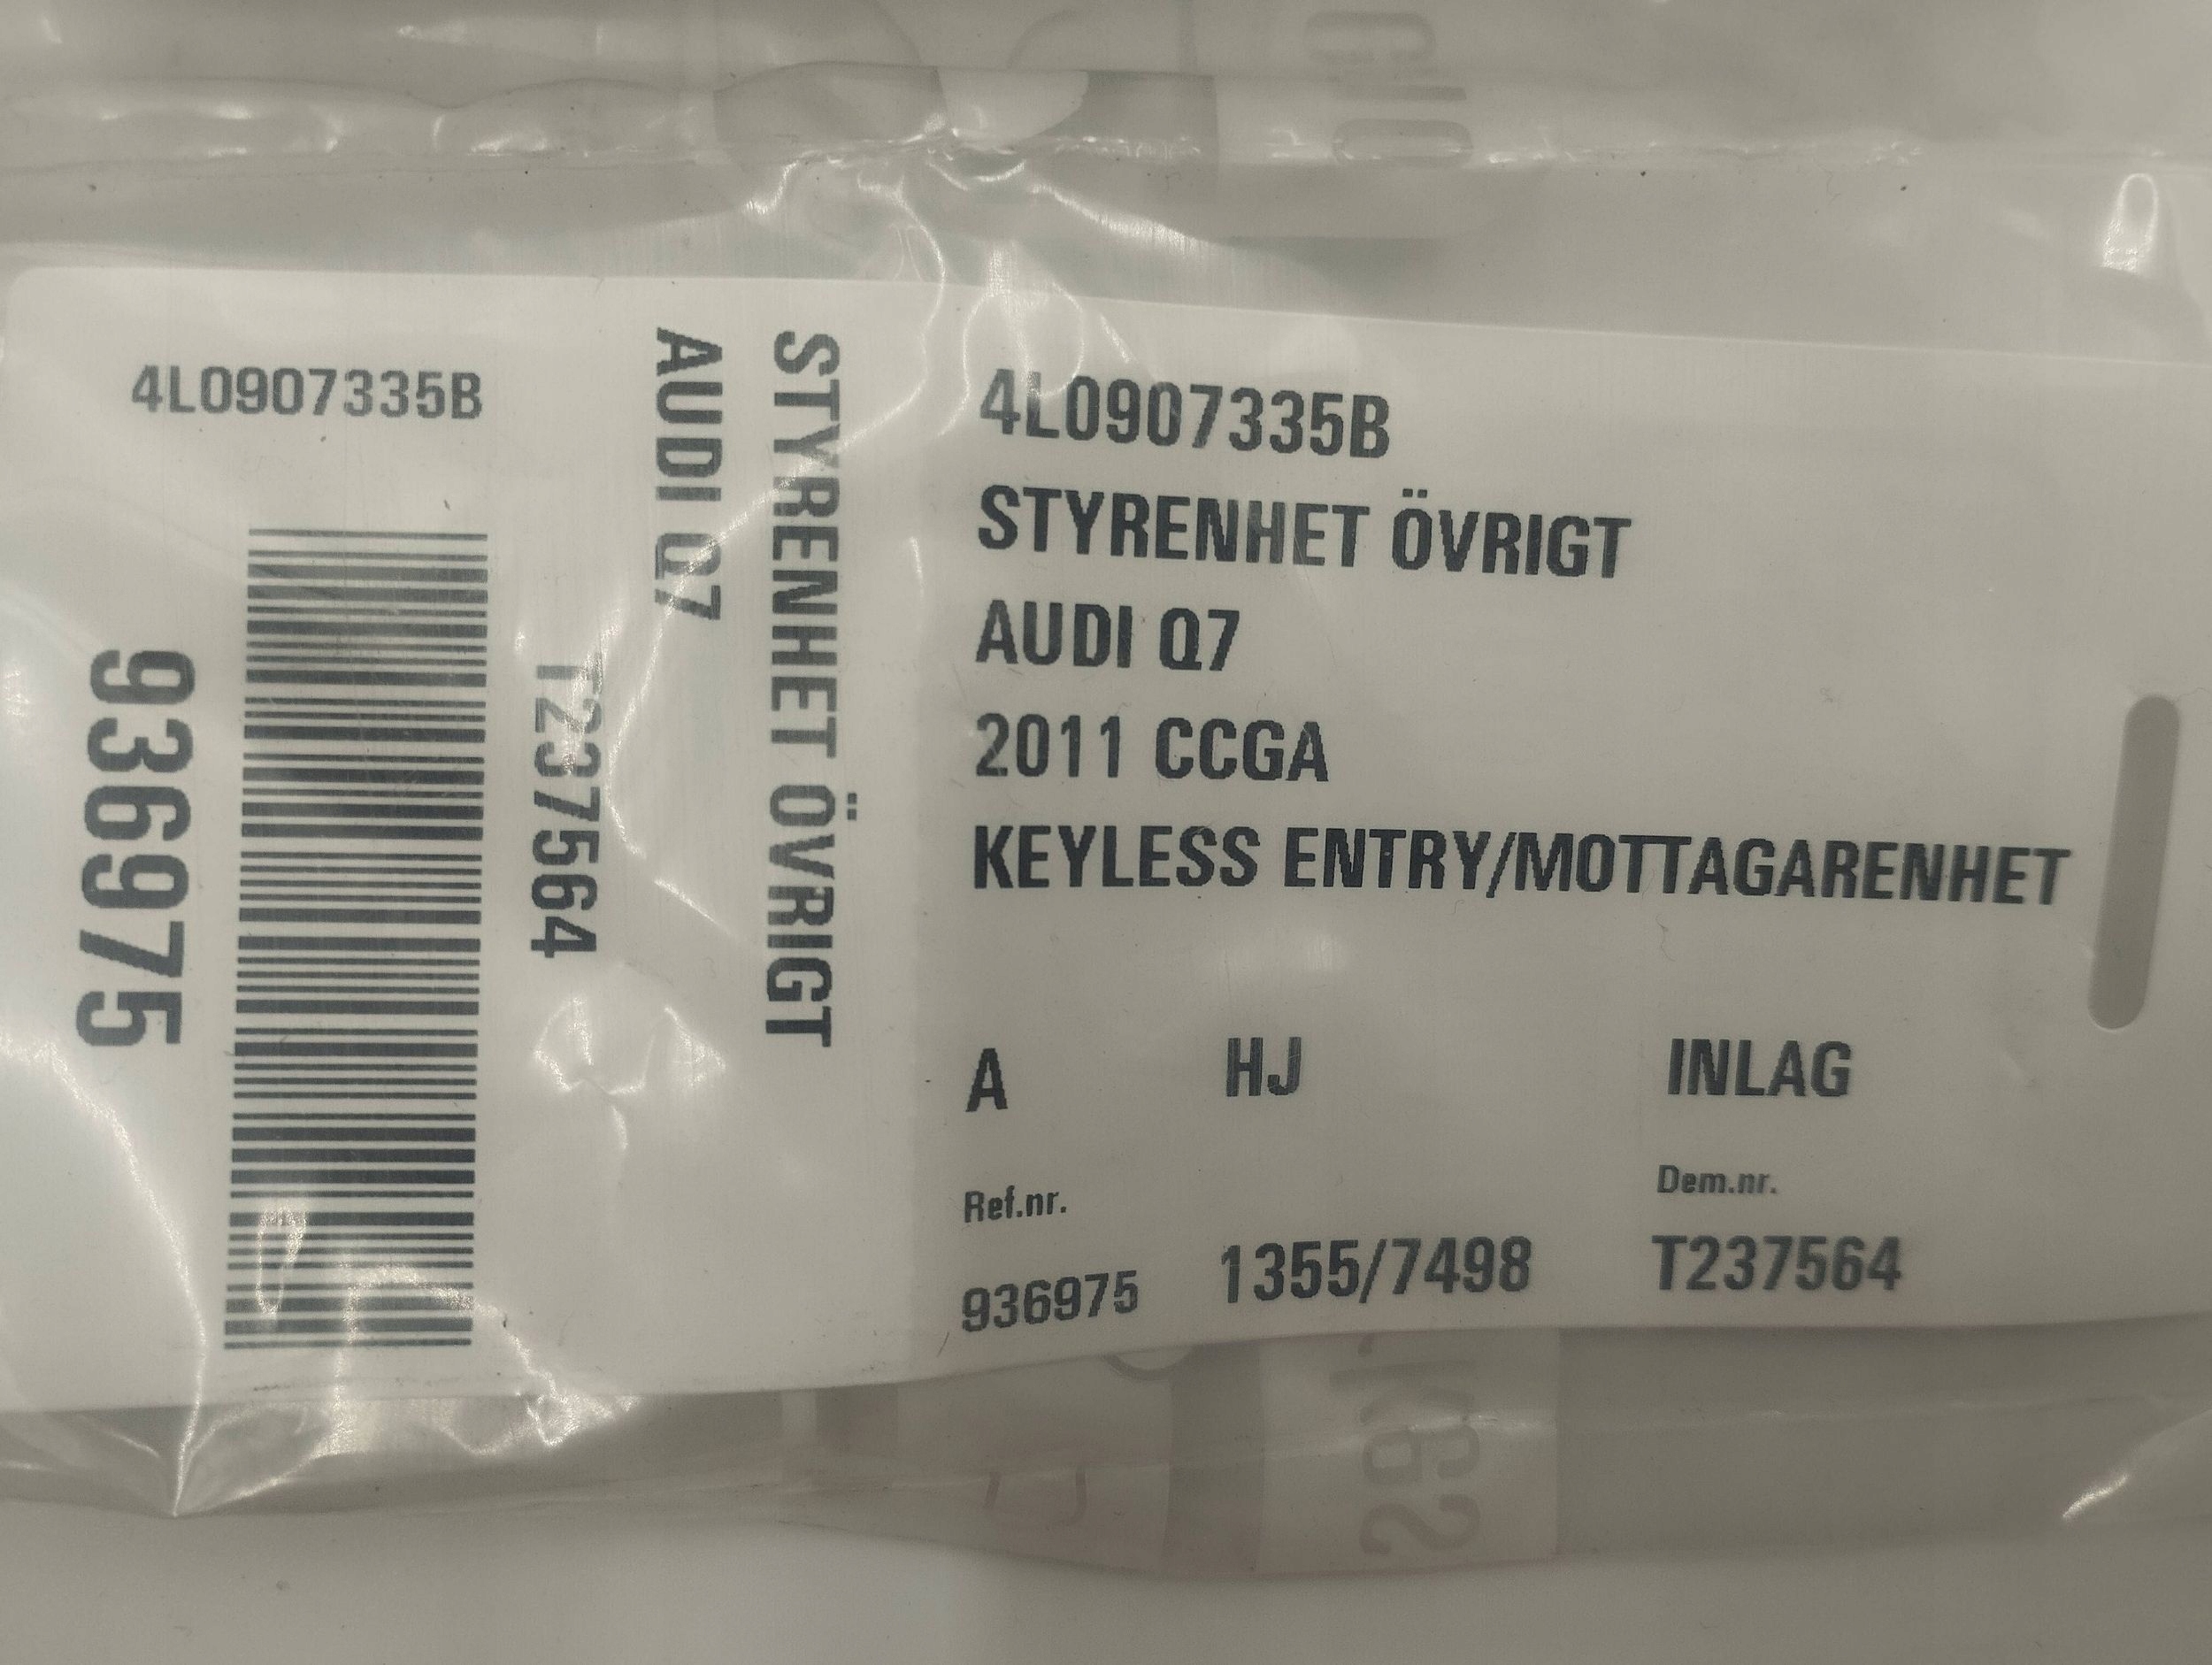 4L0907335B
936975
T237564
AUDI Q7
STYRENHET ÖVRIGT
4L0907335B
STYRENHET ÖVRIGT
AUDI Q7
2011 CCGA
KEYLESS ENTRY/MOTTAGARENHET
A HJ INLAG
Ref.nr. Dem.nr.
936975 1355/7498 T237564